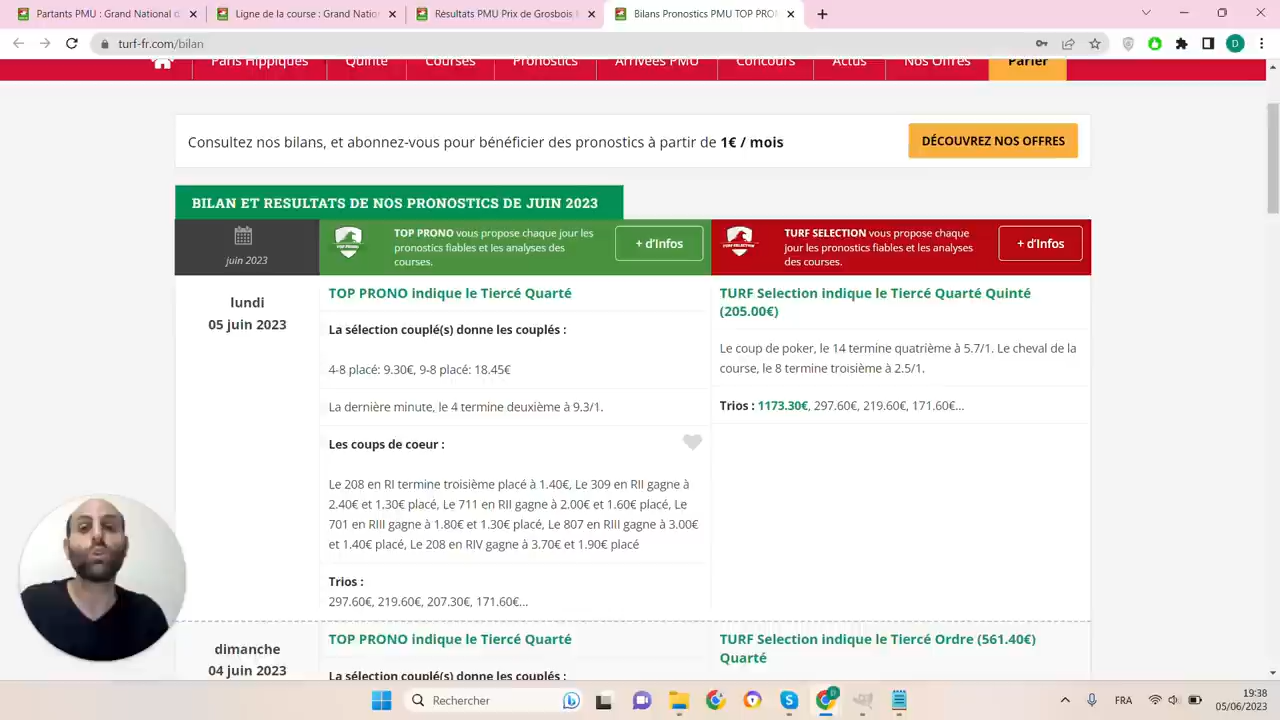 Partants PMU : Grand National d
Ligne de la course : Grand Natio
Résultats PMU Prix de Grosbois
Bilans Pronostics PMU TOP PRO
turf-fr.com/bilan
Paris Hippiques
Quinté
Courses
Pronostics
Arrivées PMU
Concours
Actus
Nos Offres
Parier
Consultez nos bilans, et abonnez-vous pour bénéficier des pronostics à partir de 1€ / mois
DÉCOUVREZ NOS OFFRES
BILAN ET RESULTATS DE NOS PRONOSTICS DE JUIN 2023
juin 2023
TOP PRONO
TOP PRONO vous propose chaque jour les
pronostics fiables et les analyses des
courses.
+ d’Infos
TURF SELECTION
TURF SELECTION vous propose chaque
jour les pronostics fiables et les analyses
des courses.
+ d’Infos
lundi
05 juin 2023
TOP PRONO indique le Tiercé Quarté
La sélection couplé(s) donne les couplés :
4-8 placé: 9.30€, 9-8 placé: 18.45€
La dernière minute, le 4 termine deuxième à 9.3/1.
Les coups de coeur :
Le 208 en RI termine troisième placé à 1.40€, Le 309 en RII gagne à
2.40€ et 1.30€ placé, Le 711 en RII gagne à 2.00€ et 1.60€ placé, Le
701 en RIII gagne à 1.80€ et 1.30€ placé, Le 807 en RIII gagne à 3.00€
et 1.40€ placé, Le 208 en RIV gagne à 3.70€ et 1.90€ placé
Trios :
297.60€, 219.60€, 207.30€, 171.60€...
TURF Selection indique le Tiercé Quarté Quinté
(205.00€)
Le coup de poker, le 14 termine quatrième à 5.7/1. Le cheval de la
course, le 8 termine troisième à 2.5/1.
Trios : 1173.30€, 297.60€, 219.60€, 171.60€...
dimanche
04 juin 2023
TOP PRONO indique le Tiercé Quarté
La sélection couplé(s) donne les couplés :
TURF Selection indique le Tiercé Ordre (561.40€)
Quarté
Rechercher
FRA
19:38
05/06/2023